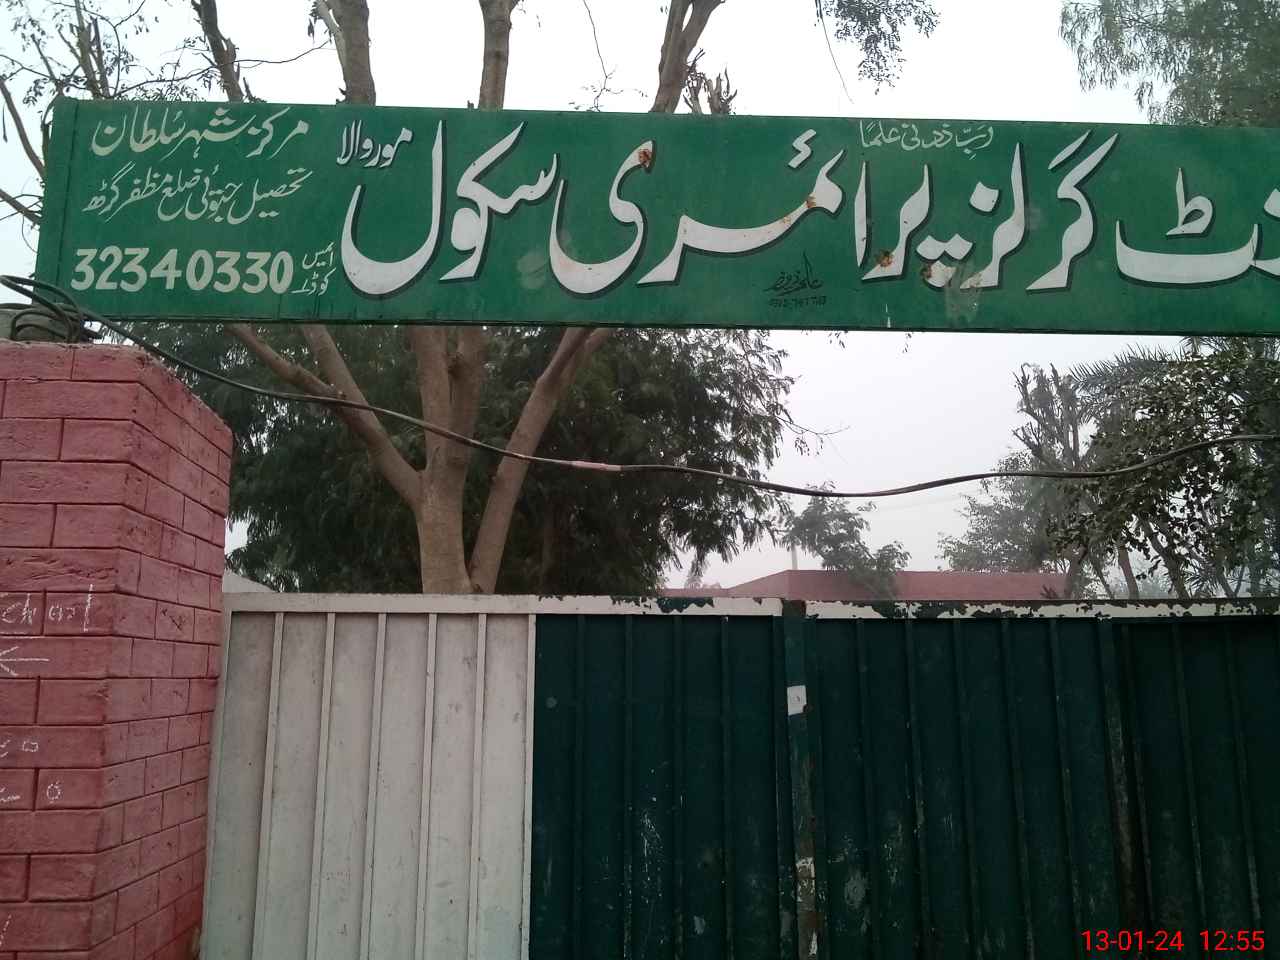 رَبِّ زِدْنِی عِلْمًا
نٹ گرلز پرائمری سکول
موروالا
مرکز شہر سلطان
تحصیل جتوئی ضلع مظفر گڑھ
ایمس کوڈ
32340330
13-01-24 12:55